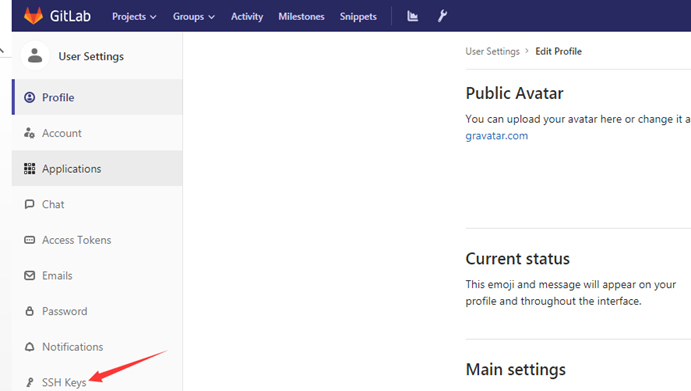 GitLab Projects Groups Activity Milestones Snippets
User Settings
Profile
Account
Applications
Chat
Access Tokens
Emails
Password
Notifications
SSH Keys
User Settings > Edit Profile
Public Avatar
You can upload your avatar here or change it a
gravatar.com
Current status
This emoji and message will appear on your
profile and throughout the interface.
Main settings